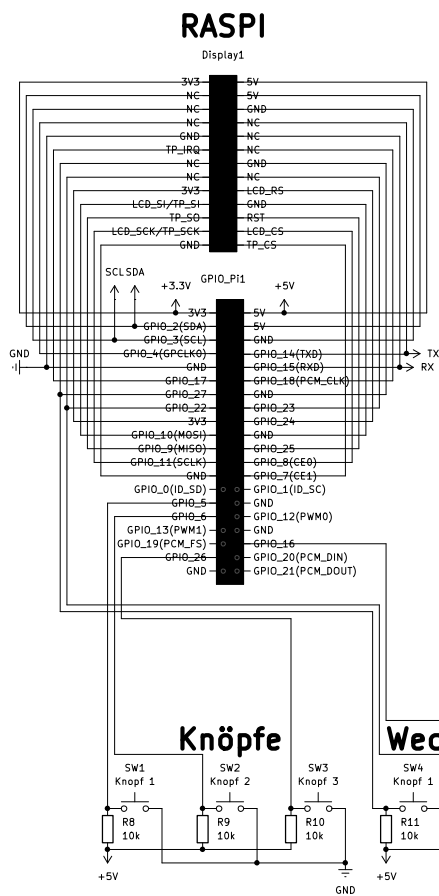 RASPI
Display1
3V3 5V
NC 5V
NC GND
NC NC
GND NC
TP_IRQ NC
NC GND
NC NC
3V3 LCD_RS
LCD_SI/TP_SI GND
TP_SO RST
LCD_SCK/TP_SCK LCD_CS
GND TP_CS
GPIO_Pi1
SCL SDA
+3.3V +5V
3V3 5V
GPIO_2(SDA) 5V
GPIO_3(SCL) GND
GND GPIO_4(GPCLK0) GPIO_14(TXD) TX
GND GPIO_15(RXD) RX
GPIO_17 GPIO_18(PCM_CLK)
GPIO_27 GND
GPIO_22 GPIO_23
3V3 GPIO_24
GPIO_10(MOSI) GND
GPIO_9(MISO) GPIO_25
GPIO_11(SCLK) GPIO_8(CE0)
GND GPIO_7(CE1)
GPIO_0(ID_SD) GPIO_1(ID_SC)
GPIO_5 GND
GPIO_6 GPIO_12(PWM0)
GPIO_13(PWM1) GND
GPIO_19(PCM_FS) GPIO_16
GPIO_26 GPIO_20(PCM_DIN)
GND GPIO_21(PCM_DOUT)
Knöpfe Wec
SW1 SW2 SW3 SW4
Knopf 1 Knopf 2 Knopf 3 Knopf 1
R8 R9 R10 R11
10k 10k 10k 10k
+5V +5V
GND